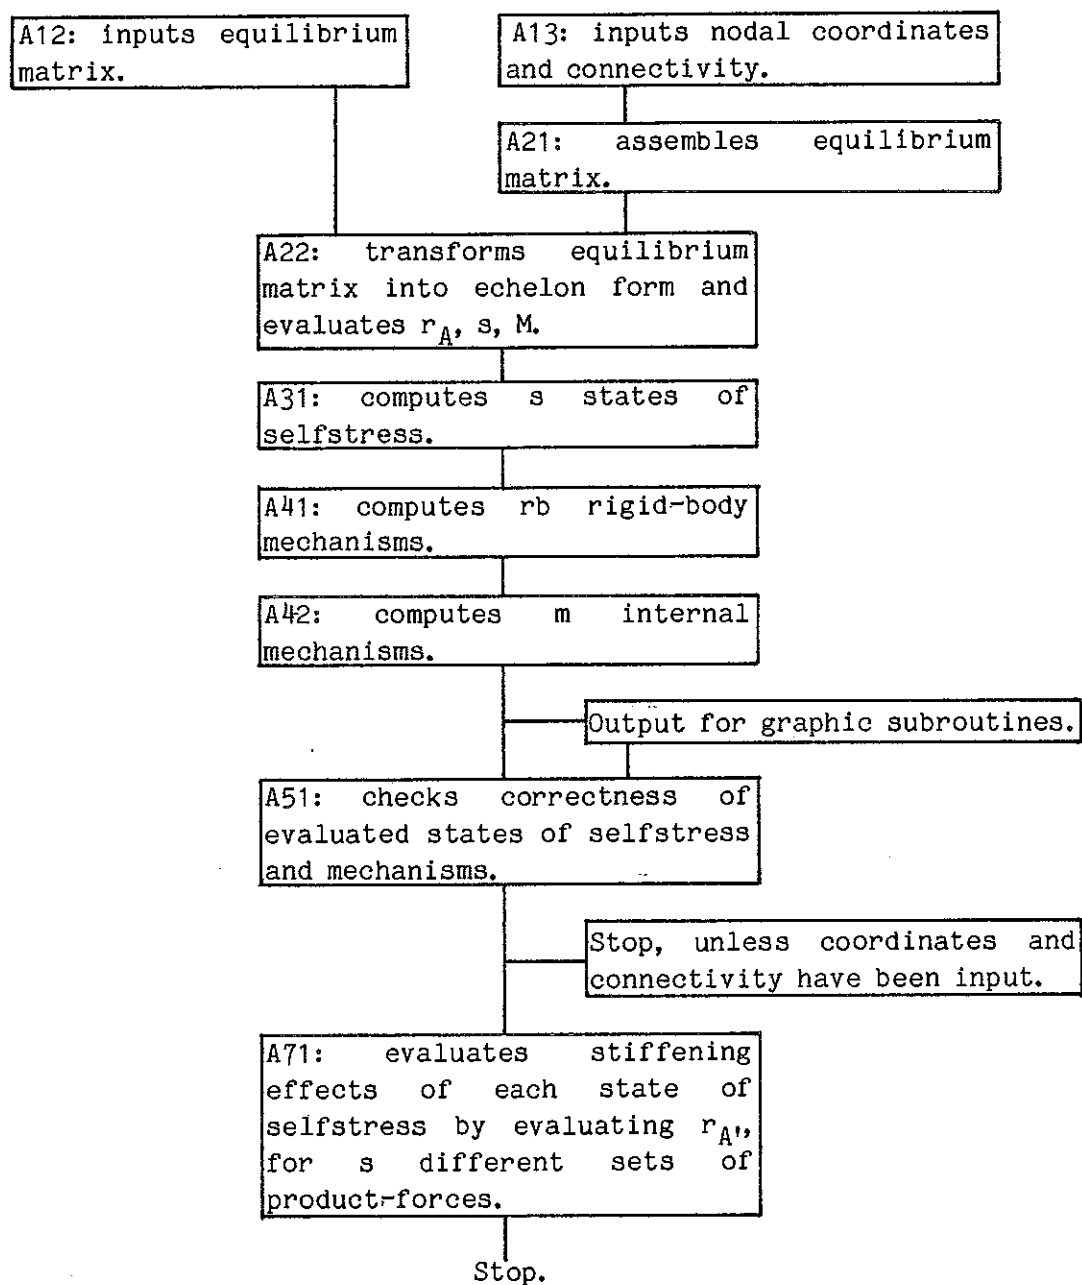 A12: inputs equilibrium
matrix.
A13: inputs nodal coordinates
and connectivity.
A21: assembles equilibrium
matrix.
A22: transforms equilibrium
matrix into echelon form and
evaluates r_A, s, M.
A31: computes s states of
selfstress.
A41: computes rb rigid-body
mechanisms.
A42: computes m internal
mechanisms.
Output for graphic subroutines.
A51: checks correctness of
evaluated states of selfstress
and mechanisms.
Stop, unless coordinates and
connectivity have been input.
A71: evaluates stiffening
effects of each state of
selfstress by evaluating r_A',
for s different sets of
product-forces.
Stop.